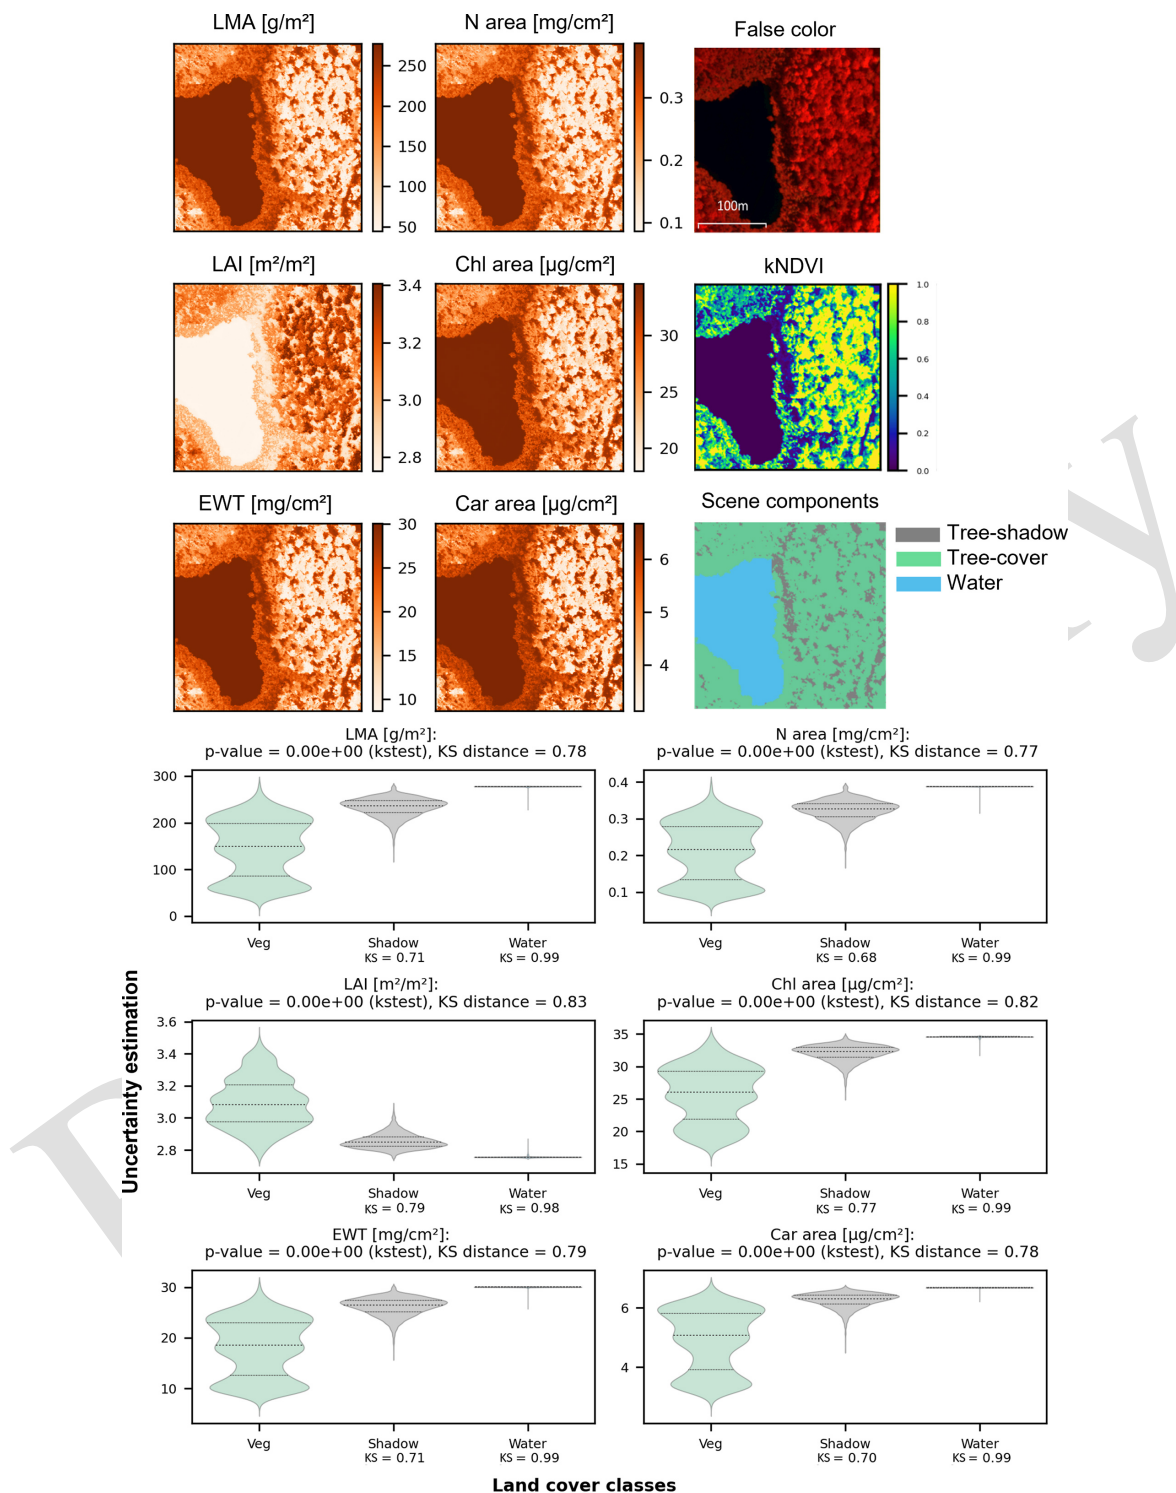 LMA [g/m²]
N area [mg/cm²]
False color
250
200
150
100
50
0.3
0.2
0.1
100m
LAI [m²/m²]
Chl area [µg/cm²]
kNDVI
3.4
3.2
3.0
2.8
30
25
20
1.0
0.8
0.6
0.4
0.2
0.0
EWT [mg/cm²]
Car area [µg/cm²]
Scene components
30
25
20
15
10
6
5
4
Tree-shadow
Tree-cover
Water
LMA [g/m²]:
p-value = 0.00e+00 (kstest), KS distance = 0.78
300
200
100
0
Veg
Shadow
Water
KS = 0.71
KS = 0.99
N area [mg/cm²]:
p-value = 0.00e+00 (kstest), KS distance = 0.77
0.4
0.3
0.2
0.1
Veg
Shadow
Water
KS = 0.68
KS = 0.99
Uncertainty estimation
LAI [m²/m²]:
p-value = 0.00e+00 (kstest), KS distance = 0.83
3.6
3.4
3.2
3.0
2.8
Veg
Shadow
Water
KS = 0.79
KS = 0.98
Chl area [µg/cm²]:
p-value = 0.00e+00 (kstest), KS distance = 0.82
35
30
25
20
15
Veg
Shadow
Water
KS = 0.77
KS = 0.99
EWT [mg/cm²]:
p-value = 0.00e+00 (kstest), KS distance = 0.79
30
20
10
Veg
Shadow
Water
KS = 0.71
KS = 0.99
Car area [µg/cm²]:
p-value = 0.00e+00 (kstest), KS distance = 0.78
6
4
Veg
Shadow
Water
KS = 0.70
KS = 0.99
Land cover classes